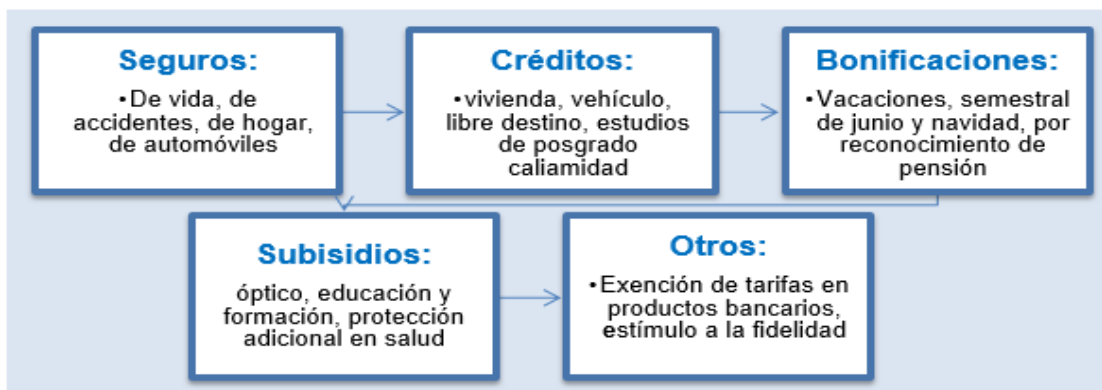 Seguros:
•De vida, de
accidentes, de hogar,
de automóviles
Créditos:
•vivienda, vehículo,
libre destino, estudios
de posgrado
caliamidad
Bonificaciones:
•Vacaciones, semestral
de junio y navidad, por
reconocimiento de
pensión
Subisidios:
óptico, educación y
formación, protección
adicional en salud
Otros:
•Exención de tarifas en
productos bancarios,
estímulo a la fidelidad